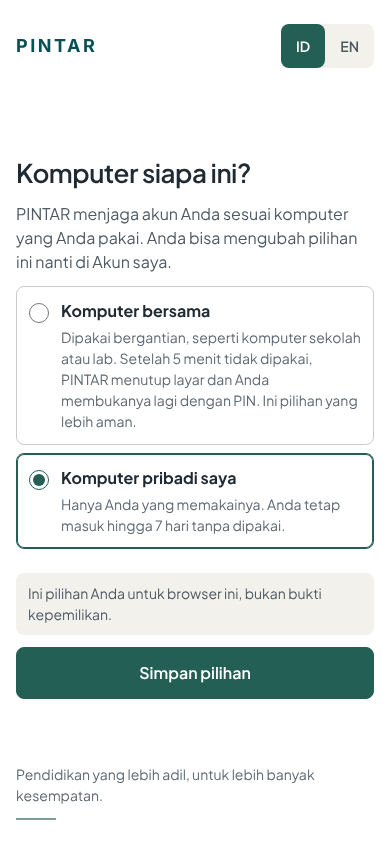 PINTAR
ID
EN
Komputer siapa ini?
PINTAR menjaga akun Anda sesuai komputer
yang Anda pakai. Anda bisa mengubah pilihan
ini nanti di Akun saya.
Komputer bersama
Dipakai bergantian, seperti komputer sekolah
atau lab. Setelah 5 menit tidak dipakai,
PINTAR menutup layar dan Anda
membukanya lagi dengan PIN. Ini pilihan yang
lebih aman.
Komputer pribadi saya
Hanya Anda yang memakainya. Anda tetap
masuk hingga 7 hari tanpa dipakai.
Ini pilihan Anda untuk browser ini, bukan bukti
kepemilikan.
Simpan pilihan
Pendidikan yang lebih adil, untuk lebih banyak
kesempatan.